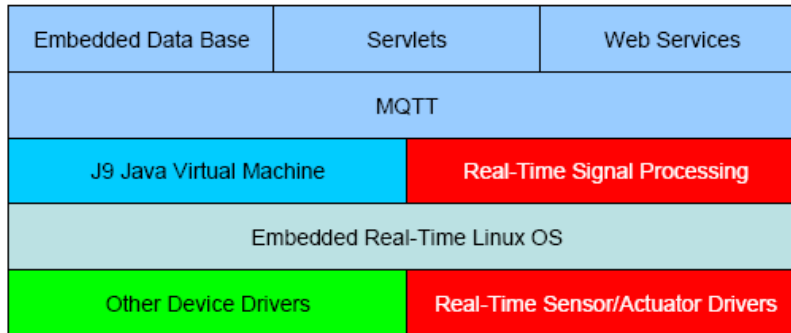 Embedded Data Base
Servlets
Web Services
MQTT
J9 Java Virtual Machine
Real-Time Signal Processing
Embedded Real-Time Linux OS
Other Device Drivers
Real-Time Sensor/Actuator Drivers